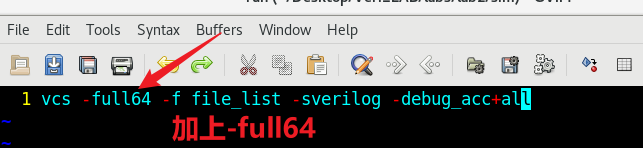 File Edit Tools Syntax Buffers Window Help
1 vcs -full64 -f file_list -sverilog -debug_acc+all
~
加上-full64
~